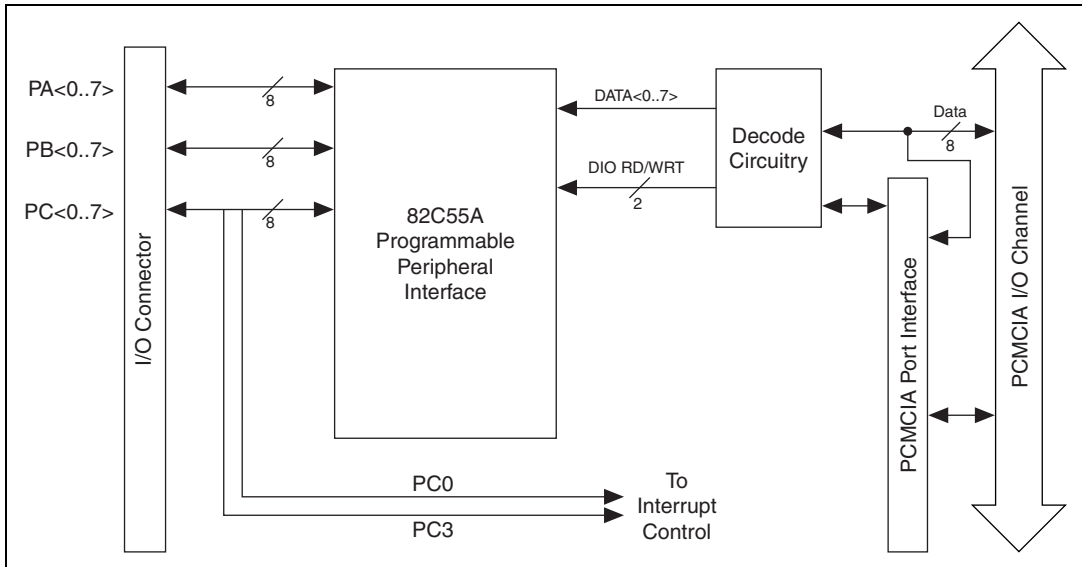 PA<0..7>
8
PB<0..7>
8
PC<0..7>
8
I/O Connector
82C55A
Programmable
Peripheral
Interface
DATA<0..7>
DIO RD/WRT
2
Decode
Circuitry
Data
8
PCMCIA Port Interface
PCMCIA I/O Channel
PC0
PC3
To
Interrupt
Control